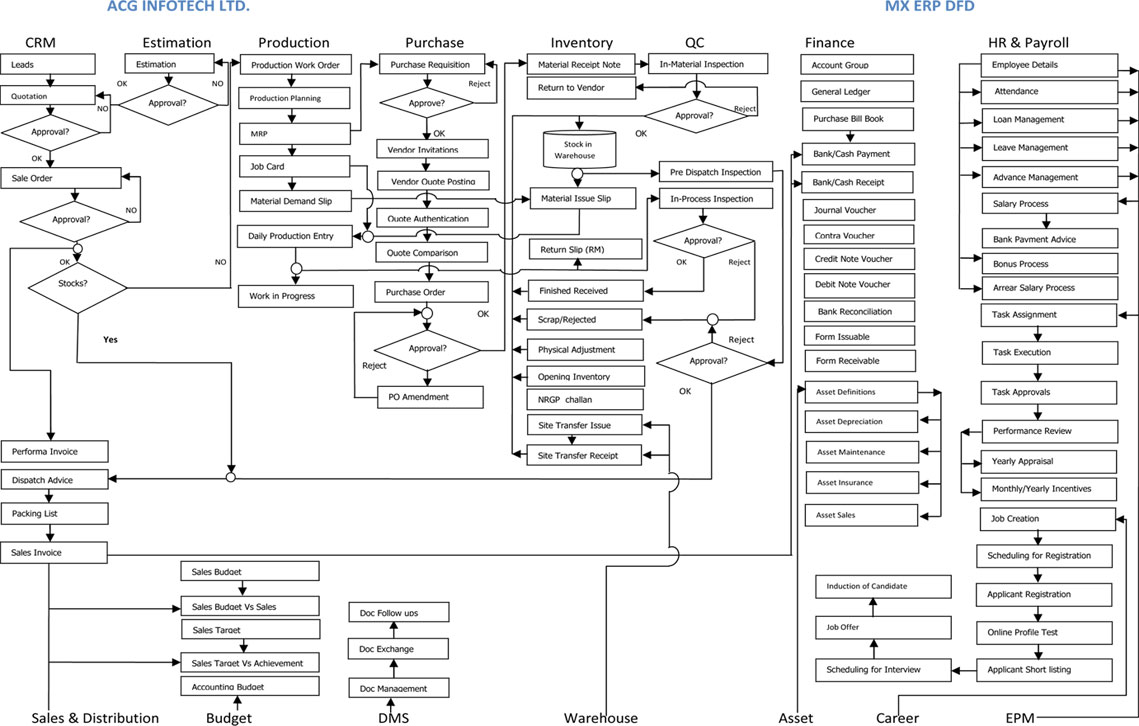 ACG INFOTECH LTD.
MX ERP DFD
CRM
Leads
Quotation
NO
Approval?
OK
Sale Order
Approval?
NO
OK
Stocks?
NO
Yes
Performa Invoice
Dispatch Advice
Packing List
Sales Invoice
Sales & Distribution
Estimation
Estimation
OK
NO
Approval?
Production
Production Work Order
Production Planning
MRP
Job Card
Material Demand Slip
Daily Production Entry
Work in Progress
Purchase
Purchase Requisition
Reject
Approve?
OK
Vendor Invitations
Vendor Quote Posting
Quote Authentication
Quote Comparison
Purchase Order
OK
Approval?
Reject
PO Amendment
Inventory
Material Receipt Note
Return to Vendor
OK
Stock in
Warehouse
Material Issue Slip
Return Slip (RM)
Finished Received
Scrap/Rejected
Physical Adjustment
Opening Inventory
NRGP challan
Site Transfer Issue
Site Transfer Receipt
QC
In-Material Inspection
Reject
Approval?
Pre Dispatch Inspection
In-Process Inspection
Approval?
OK
Reject
Reject
Approval?
OK
Finance
Account Group
General Ledger
Purchase Bill Book
Bank/Cash Payment
Bank/Cash Receipt
Journal Voucher
Contra Voucher
Credit Note Voucher
Debit Note Voucher
Bank Reconciliation
Form Issuable
Form Receivable
Asset Definitions
Asset Depreciation
Asset Maintenance
Asset Insurance
Asset Sales
HR & Payroll
Employee Details
Attendance
Loan Management
Leave Management
Advance Management
Salary Process
Bank Payment Advice
Bonus Process
Arrear Salary Process
Task Assignment
Task Execution
Task Approvals
Performance Review
Yearly Appraisal
Monthly/Yearly Incentives
Job Creation
Scheduling for Registration
Applicant Registration
Online Profile Test
Applicant Short listing
Induction of Candidate
Job Offer
Scheduling for Interview
Sales Budget
Sales Budget Vs Sales
Sales Target
Sales Target Vs Achievement
Accounting Budget
Budget
Doc Follow ups
Doc Exchange
Doc Management
DMS
Warehouse
Asset
Career
EPM